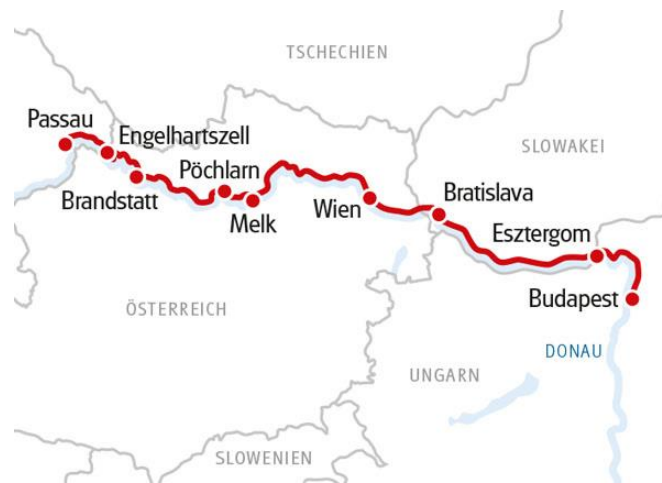 TSCHECHIEN
Passau
Engelhartszell
SLOWAKEI
Pöchlarn
Brandstatt
Bratislava
Wien
Melk
Esztergom
Budapest
ÖSTERREICH
DONAU
UNGARN
SLOWENIEN